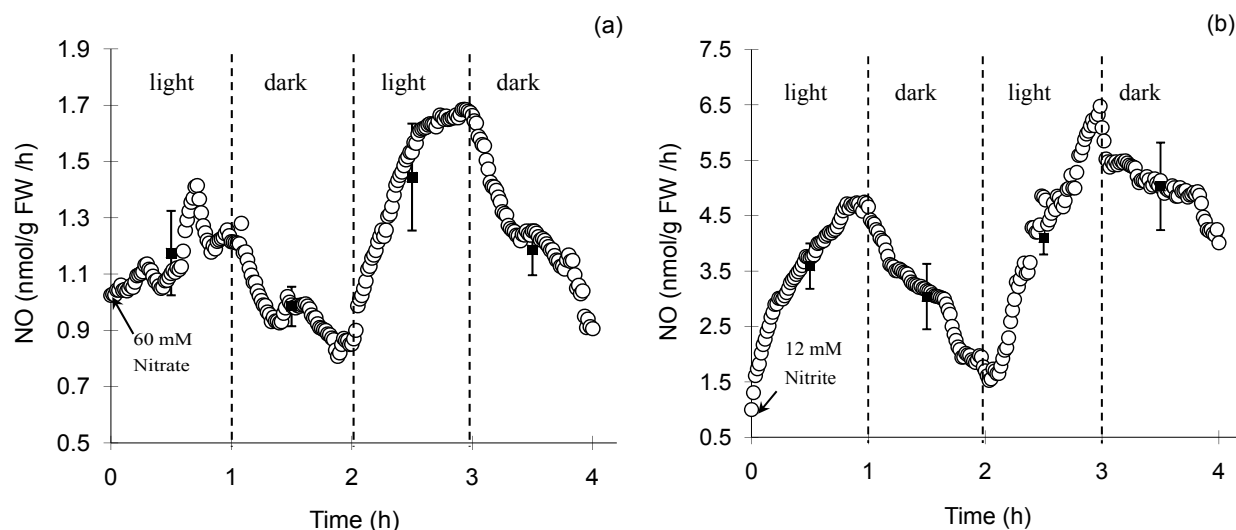 (a)
1.9
1.7
1.5
1.3
1.1
0.9
0.7
0.5
NO (nmol/g FW /h)
light
dark
light
dark
60 mM
Nitrate
0
1
2
3
4
Time (h)
(b)
7.5
6.5
5.5
4.5
3.5
2.5
1.5
0.5
NO (nmol/g FW /h)
light
dark
light
dark
12 mM
Nitrite
0
1
2
3
4
Time (h)